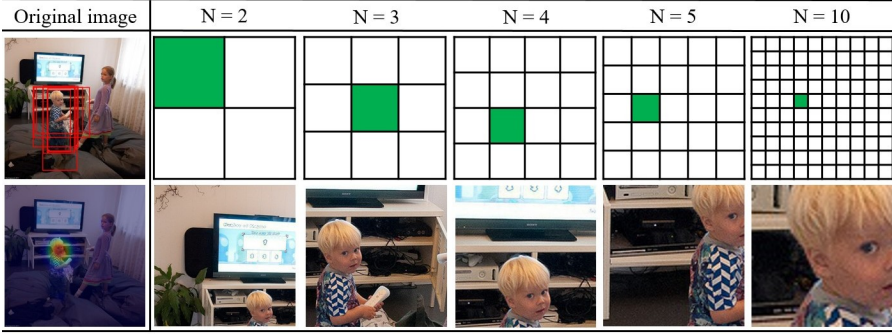 Original image N = 2 N = 3 N = 4 N = 5 N = 10